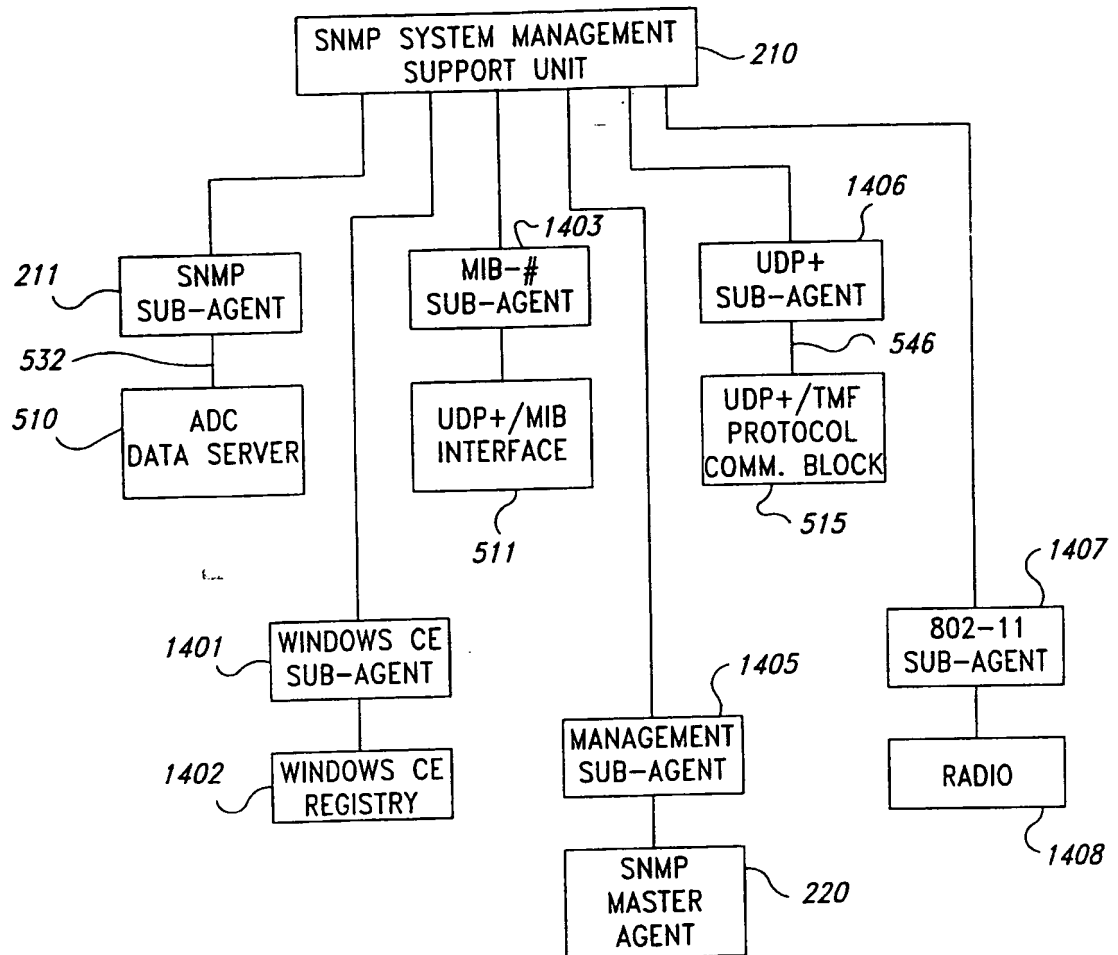 SNMP SYSTEM MANAGEMENT
SUPPORT UNIT
210
1406
1403
211
SNMP
SUB-AGENT
MIB-#
SUB-AGENT
UDP+
SUB-AGENT
532
546
510
ADC
DATA SERVER
UDP+/MIB
INTERFACE
UDP+/TMF
PROTOCOL
COMM. BLOCK
511
515
1407
1401
WINDOWS CE
SUB-AGENT
802-11
SUB-AGENT
1405
1402
WINDOWS CE
REGISTRY
MANAGEMENT
SUB-AGENT
RADIO
1408
SNMP
MASTER
AGENT
220